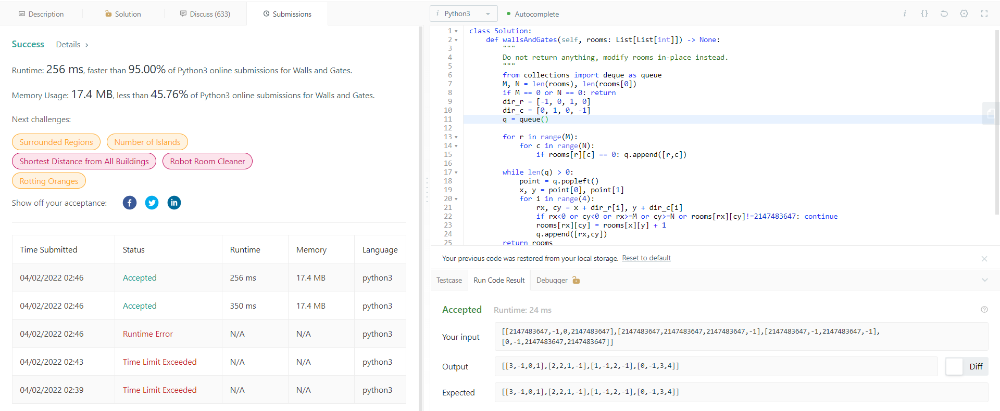 Description
Solution
Discuss (633)
Submissions
Success
Details
Runtime: 256 ms, faster than 95.00% of Python3 online submissions for Walls and Gates.
Memory Usage: 17.4 MB, less than 45.76% of Python3 online submissions for Walls and Gates.
Next challenges:
Surrounded Regions
Number of Islands
Shortest Distance from All Buildings
Robot Room Cleaner
Rotting Oranges
Show off your acceptance:
Time Submitted Status Runtime Memory Language
04/02/2022 02:46 Accepted 256 ms 17.4 MB python3
04/02/2022 02:46 Accepted 350 ms 17.4 MB python3
04/02/2022 02:46 Runtime Error N/A N/A python3
04/02/2022 02:43 Time Limit Exceeded N/A N/A python3
04/02/2022 02:39 Time Limit Exceeded N/A N/A python3
i Python3
Autocomplete
i {}
1 class Solution:
2 def wallsAndGates(self, rooms: List[List[int]]) -> None:
3 """
4 Do not return anything, modify rooms in-place instead.
5 """
6 from collections import deque as queue
7 M, N = len(rooms), len(rooms[0])
8 if M == 0 or N == 0: return
9 dir_r = [-1, 0, 1, 0]
10 dir_c = [0, 1, 0, -1]
11 q = queue()
12
13 for r in range(M):
14 for c in range(N):
15 if rooms[r][c] == 0: q.append([r,c])
16
17 while len(q) > 0:
18 point = q.popleft()
19 x, y = point[0], point[1]
20 for i in range(4):
21 rx, cy = x + dir_r[i], y + dir_c[i]
22 if rx<0 or cy<0 or rx>=M or cy>=N or rooms[rx][cy]!=2147483647: continue
23 rooms[rx][cy] = rooms[x][y] + 1
24 q.append([rx,cy])
25 return rooms
Your previous code was restored from your local storage. Reset to default
Testcase
Run Code Result
Debugger
Accepted Runtime: 24 ms
Your input
[[2147483647,-1,0,2147483647],[2147483647,2147483647,2147483647,-1],[2147483647,-1,2147483647,-1],
[0,-1,2147483647,2147483647]]
Output
[[3,-1,0,1],[2,2,1,-1],[1,-1,2,-1],[0,-1,3,4]]
Diff
Expected
[[3,-1,0,1],[2,2,1,-1],[1,-1,2,-1],[0,-1,3,4]]